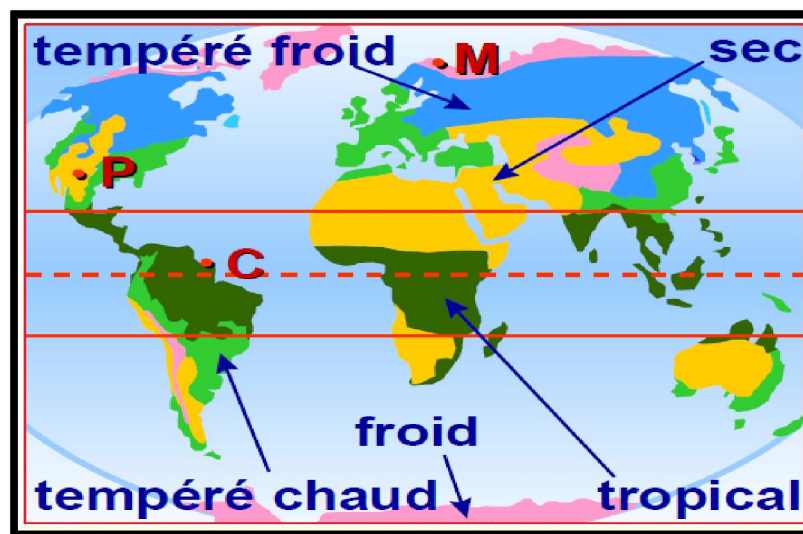 tempéré froid
M
sec
P
C
froid
tempéré chaud
tropical